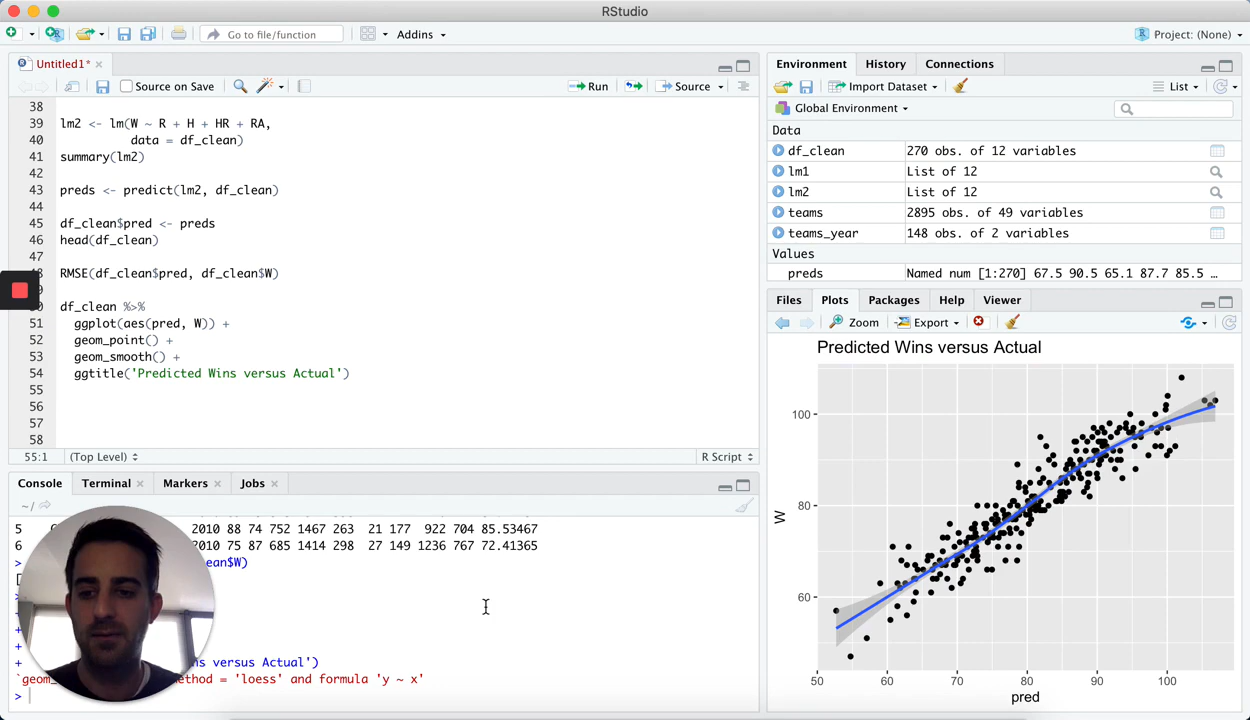 RStudio
Go to file/function
Addins
Project: (None)
Untitled1*
Source on Save
Run
Source
38
39 lm2 <- lm(W ~ R + H + HR + RA,
40 data = df_clean)
41 summary(lm2)
42
43 preds <- predict(lm2, df_clean)
44
45 df_clean$pred <- preds
46 head(df_clean)
47
8 RMSE(df_clean$pred, df_clean$W)
0 df_clean %>%
51 ggplot(aes(pred, W)) +
52 geom_point() +
53 geom_smooth() +
54 ggtitle('Predicted Wins versus Actual')
55
56
57
58
55:1 (Top Level) R Script
Console Terminal Markers Jobs
~/
5 2010 88 74 752 1467 263 21 177 922 704 85.53467
6 2010 75 87 685 1414 298 27 149 1236 767 72.41365
> ean$W)
[
>
+
+
+
+ ns versus Actual')
`geom_ ethod = 'loess' and formula 'y ~ x'
>
Environment History Connections
Import Dataset
List
Global Environment
Data
df_clean 270 obs. of 12 variables
lm1 List of 12
lm2 List of 12
teams 2895 obs. of 49 variables
teams_year 148 obs. of 2 variables
Values
preds Named num [1:270] 67.5 90.5 65.1 87.7 85.5 …
Files Plots Packages Help Viewer
Zoom Export
Predicted Wins versus Actual
100
80
60
W
50 60 70 80 90 100
pred